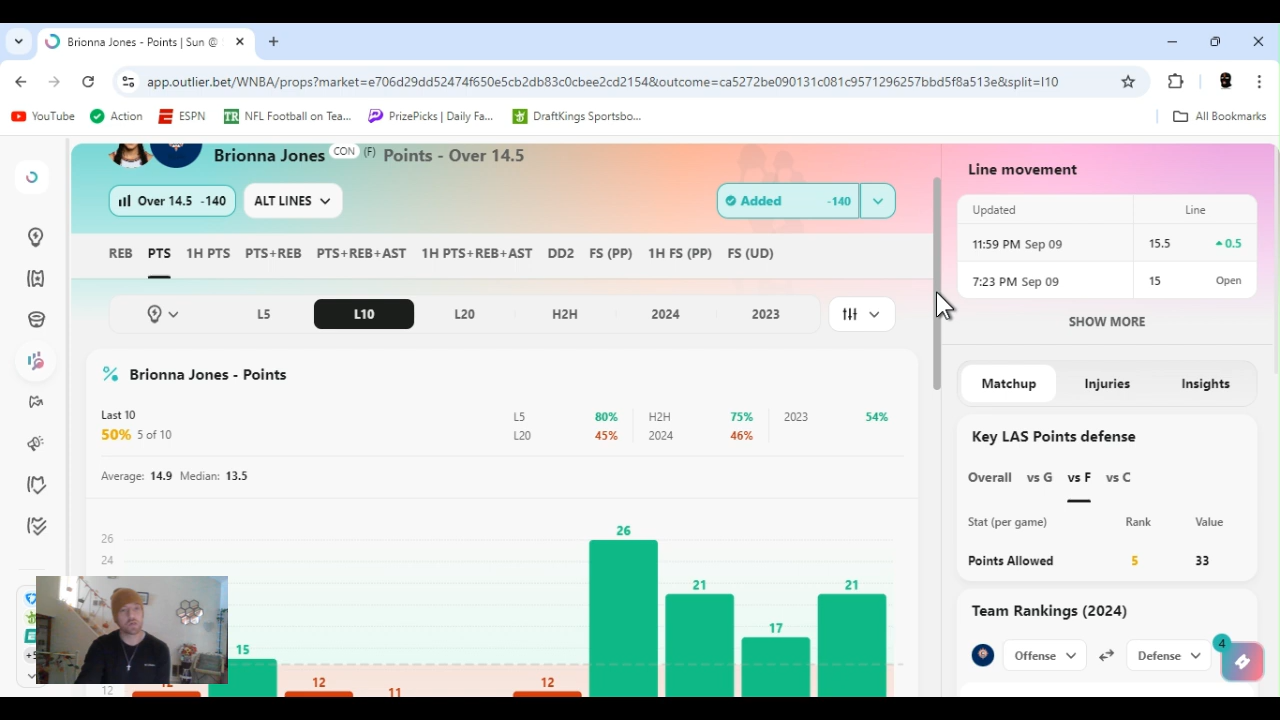 Brionna Jones - Points | Sun @
app.outlier.bet/WNBA/props?market=e706d29dd52474f650e5cb2db83c0cbee2cd2154&outcome=ca5272be090131c081c9571296257bbd5f8a513e&split=l10
YouTube Action ESPN NFL Football on Tea... PrizePicks | Daily Fa... DraftKings Sportsbo... All Bookmarks
Brionna Jones CON (F) Points - Over 14.5
Over 14.5 -140 ALT LINES Added -140
REB PTS 1H PTS PTS+REB PTS+REB+AST 1H PTS+REB+AST DD2 FS (PP) 1H FS (PP) FS (UD)
L5 L10 L20 H2H 2024 2023
Brionna Jones - Points
Last 10
50% 5 of 10
L5 80% H2H 75% 2023 54%
L20 45% 2024 46%
Average: 14.9 Median: 13.5
26
24
12
15
12
11
12
26
21
17
21
Line movement
Updated Line
11:59 PM Sep 09 15.5 0.5
7:23 PM Sep 09 15 Open
SHOW MORE
Matchup Injuries Insights
Key LAS Points defense
Overall vs G vs F vs C
Stat (per game) Rank Value
Points Allowed 5 33
Team Rankings (2024)
Offense Defense
4